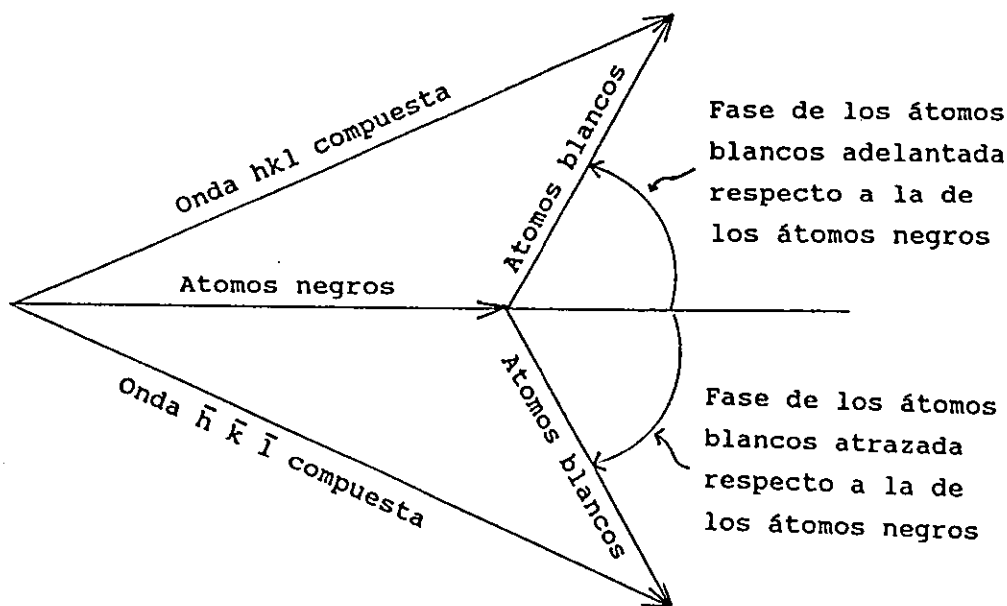 Onda hkl compuesta
Atomos blancos
Fase de los átomos
blancos adelantada
respecto a la de
los átomos negros
Atomos negros
Onda h̄ k̄ l̄ compuesta
Atomos blancos
Fase de los átomos
blancos atrazada
respecto a la de
los átomos negros